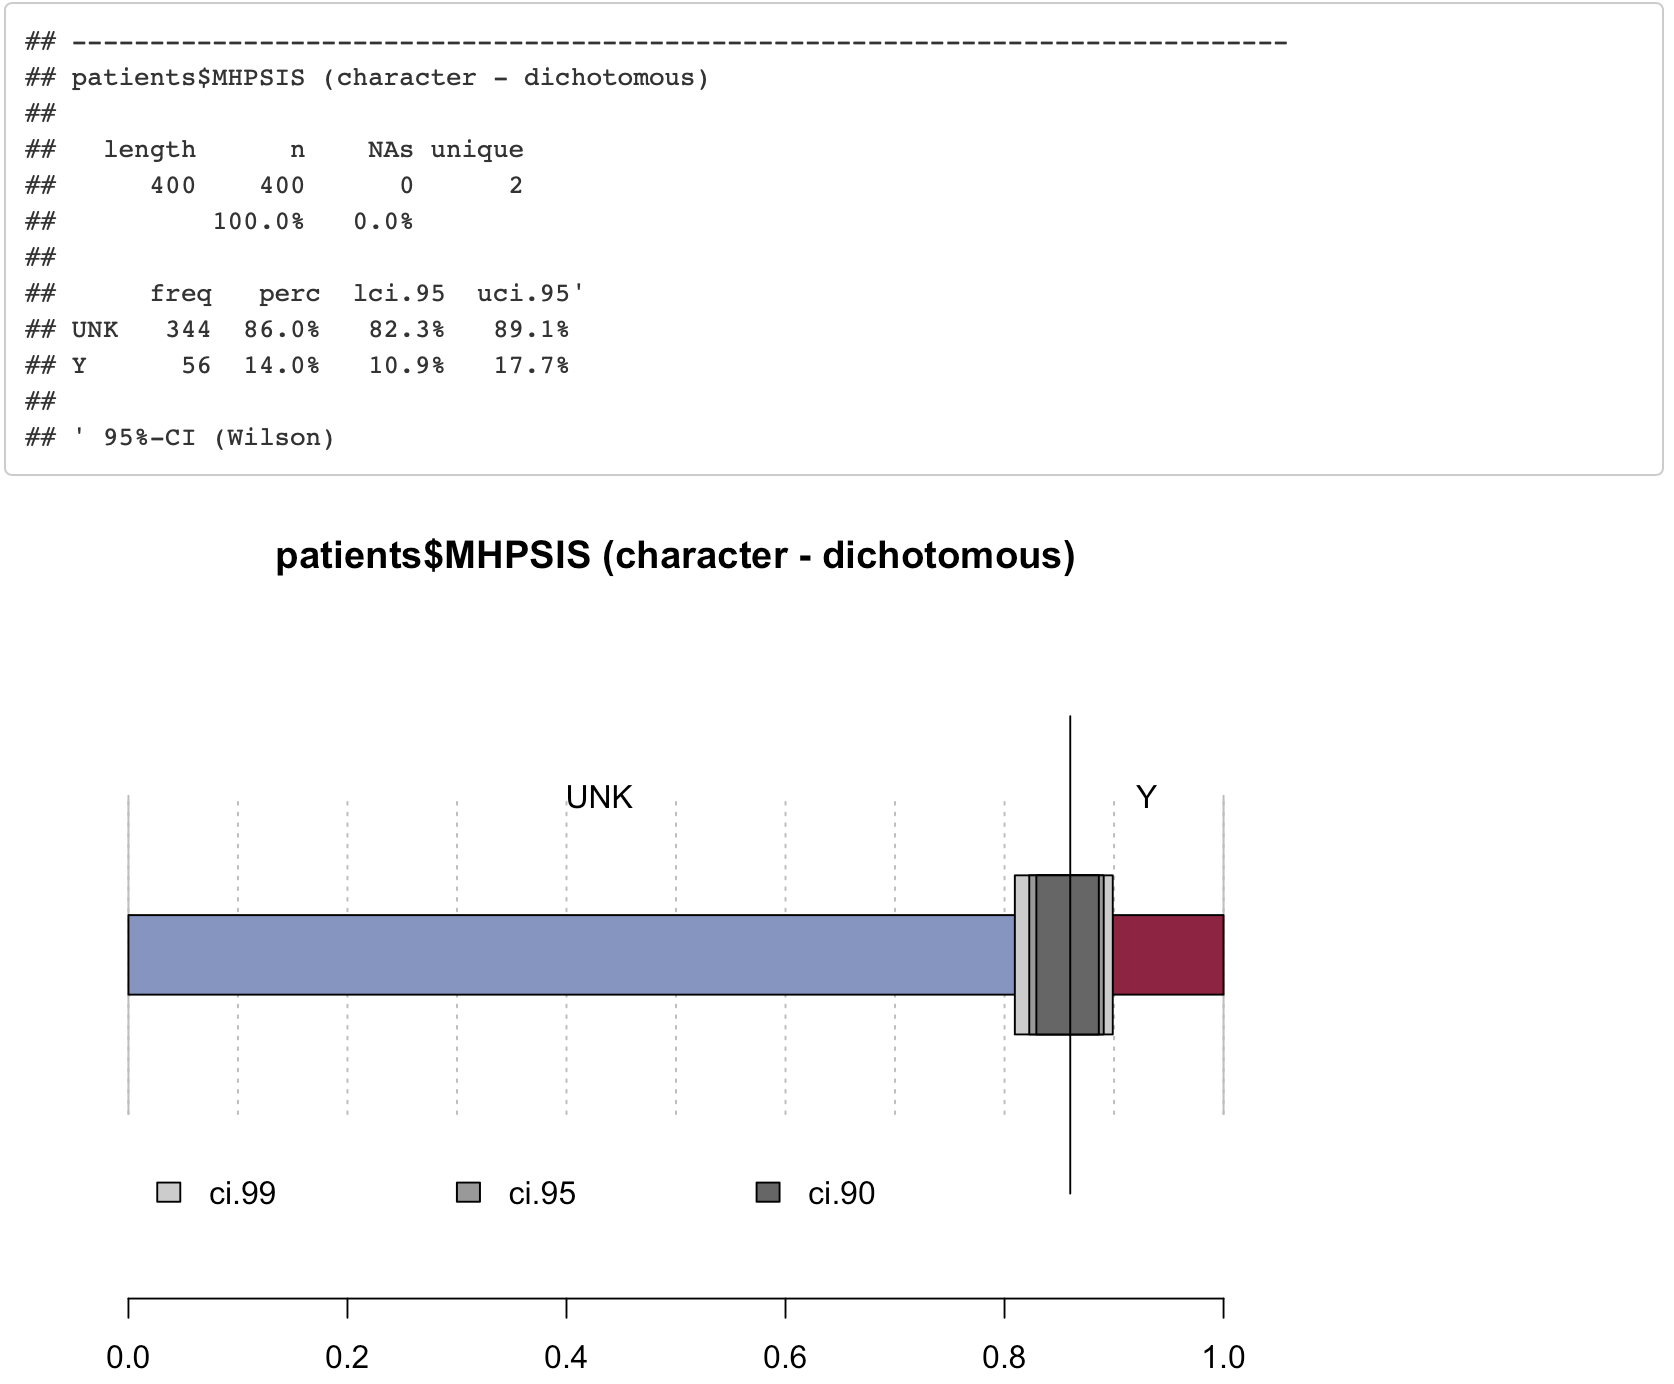 ## ------------------------------------------------------------------------------
## patients$MHPSIS (character - dichotomous)
##
##   length      n    NAs unique
##      400    400      0      2
##          100.0%   0.0%
##
##      freq   perc  lci.95  uci.95'
## UNK   344  86.0%   82.3%   89.1%
## Y      56  14.0%   10.9%   17.7%
##
## ' 95%-CI (Wilson)
patients$MHPSIS (character - dichotomous)
UNK Y
ci.99 ci.95 ci.90
0.0 0.2 0.4 0.6 0.8 1.0